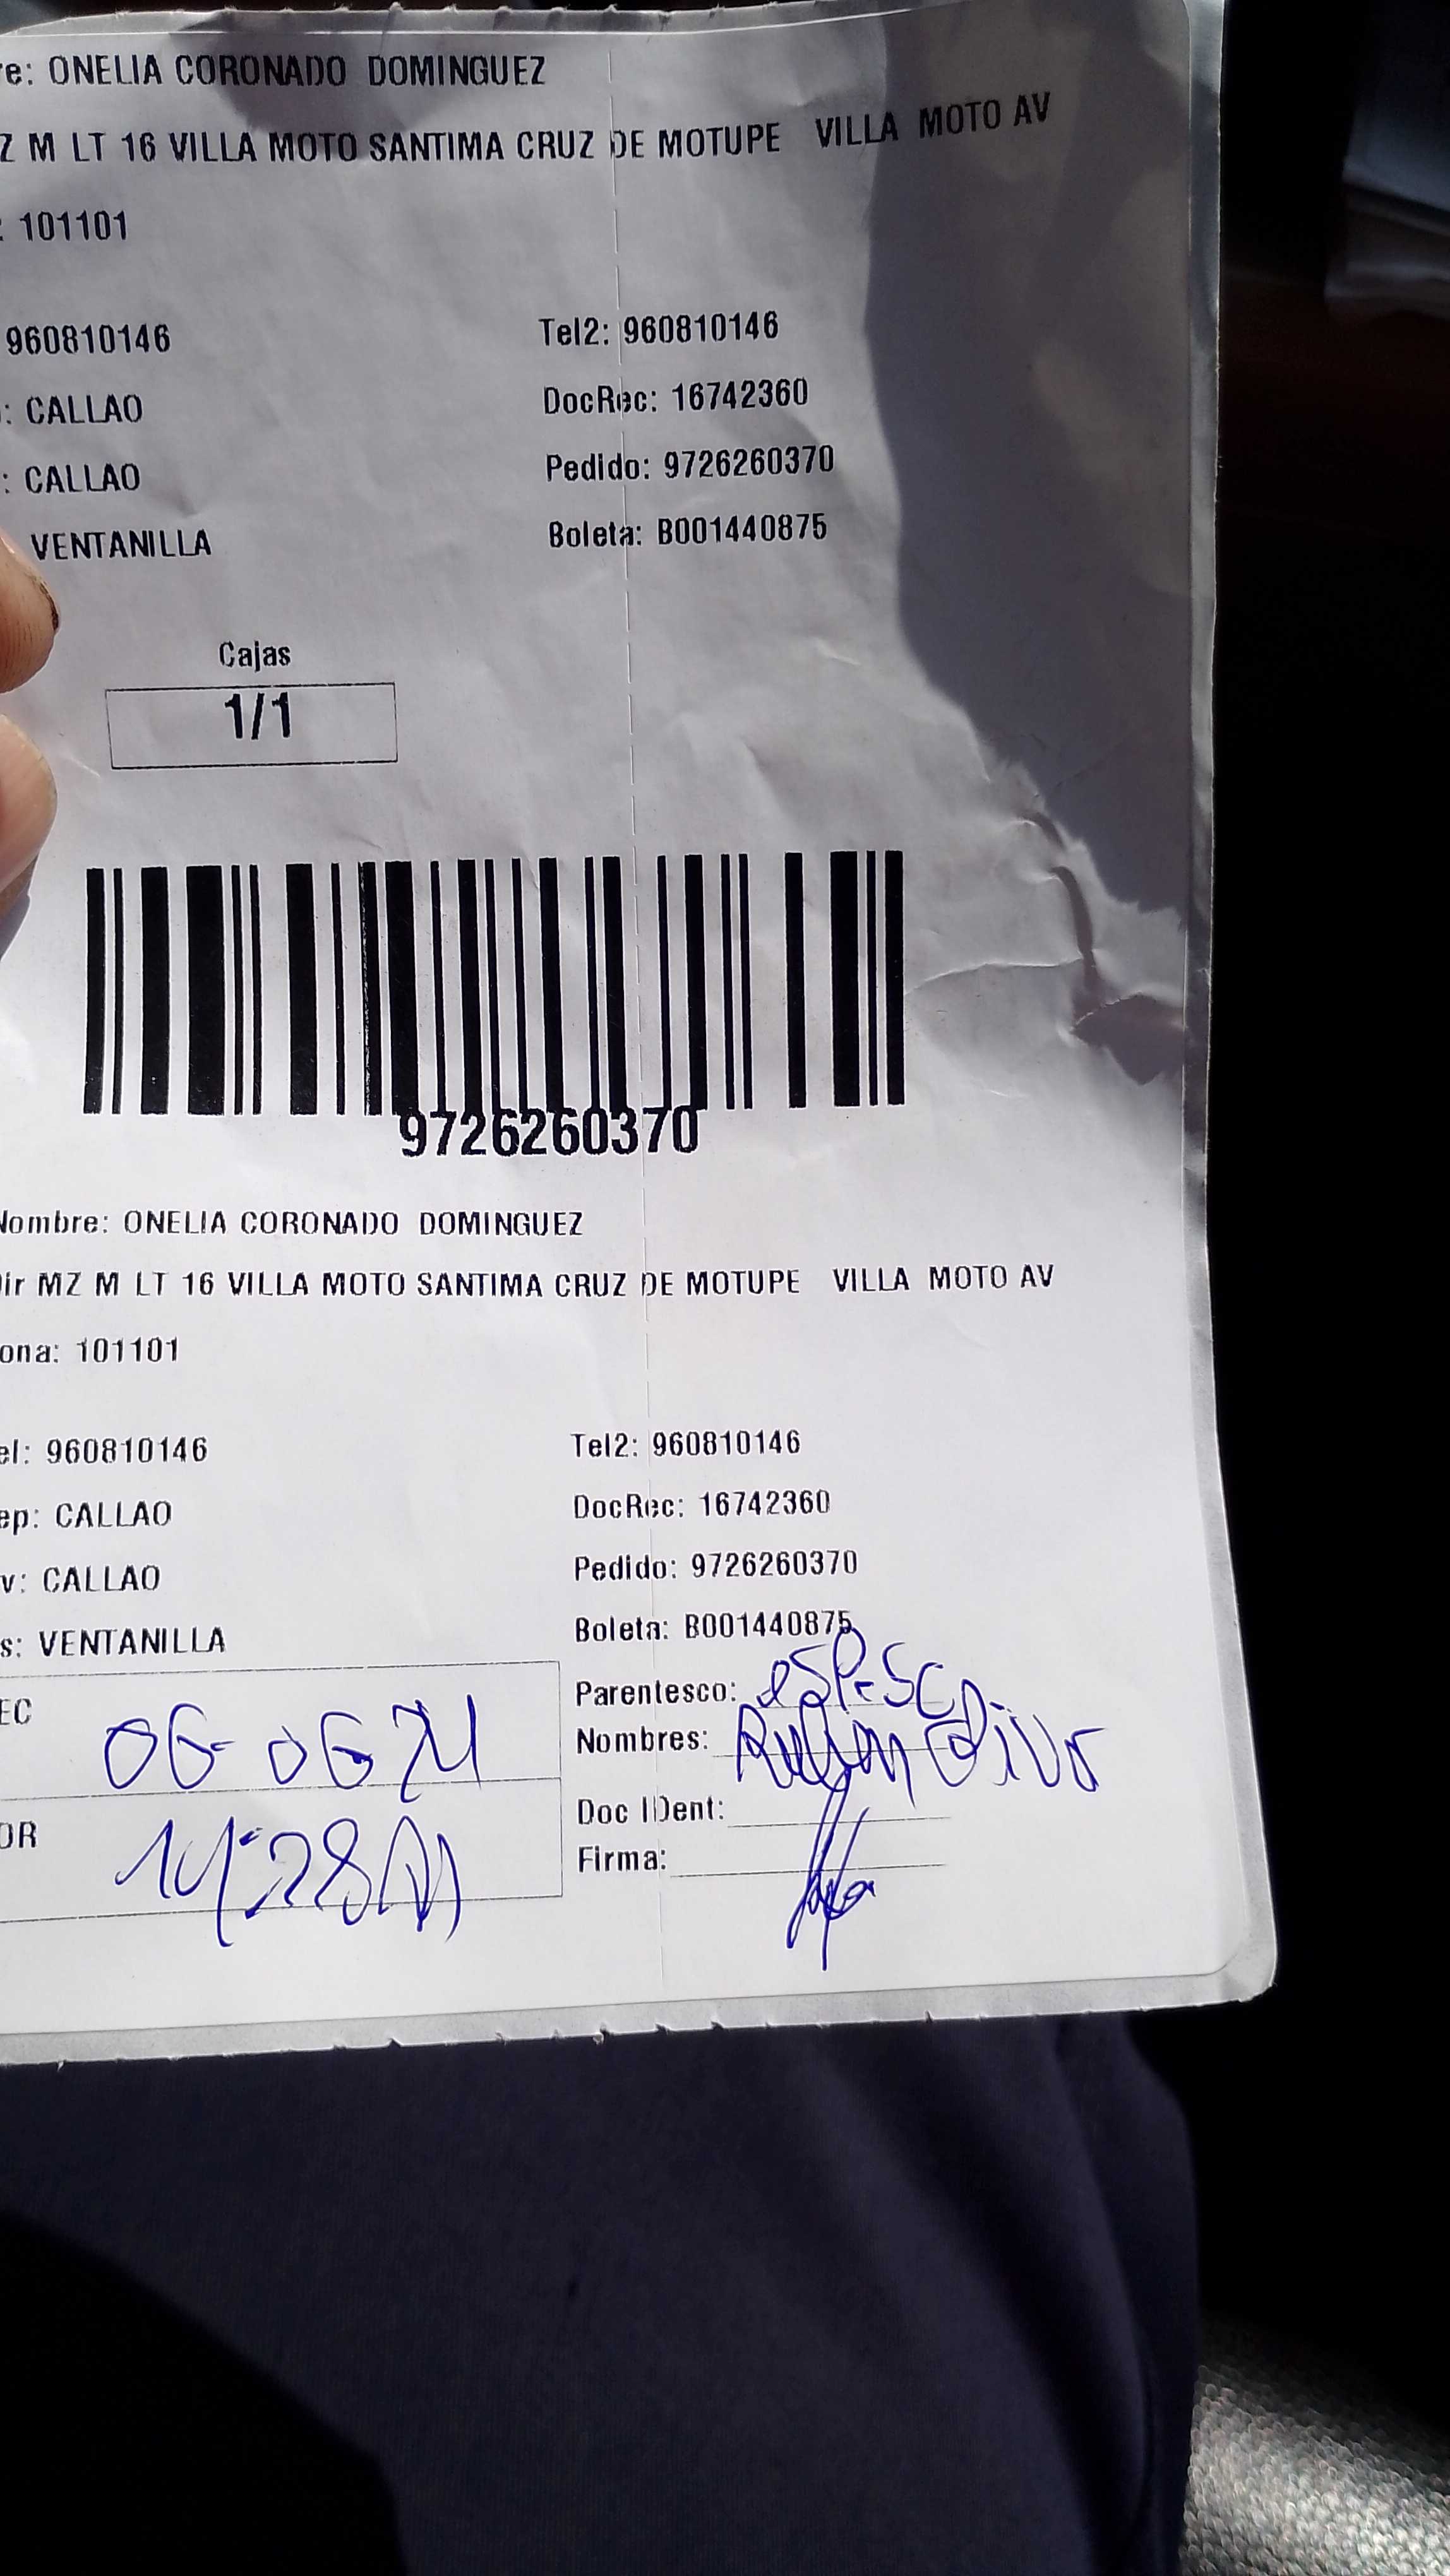 re: ONELIA CORONADO DOMINGUEZ
Z M LT 16 VILLA MOTO SANTIMA CRUZ DE MOTUPE VILLA MOTO AV
: 101101
960810146 Tel2: 960810146
: CALLAO DocRec: 16742360
: CALLAO Pedido: 9726260370
VENTANILLA Boleta: B001440875
Cajas
1/1
9726260370
Nombre: ONELIA CORONADO DOMINGUEZ
Dir MZ M LT 16 VILLA MOTO SANTIMA CRUZ DE MOTUPE VILLA MOTO AV
ona: 101101
el: 960810146 Tel2: 960810146
ep: CALLAO DocRec: 16742360
v: CALLAO Pedido: 9726260370
s: VENTANILLA Boleta: B001440875
EC 06-06 21 Parentesco:
Nombres:
OR Doc IDent:
Firma: